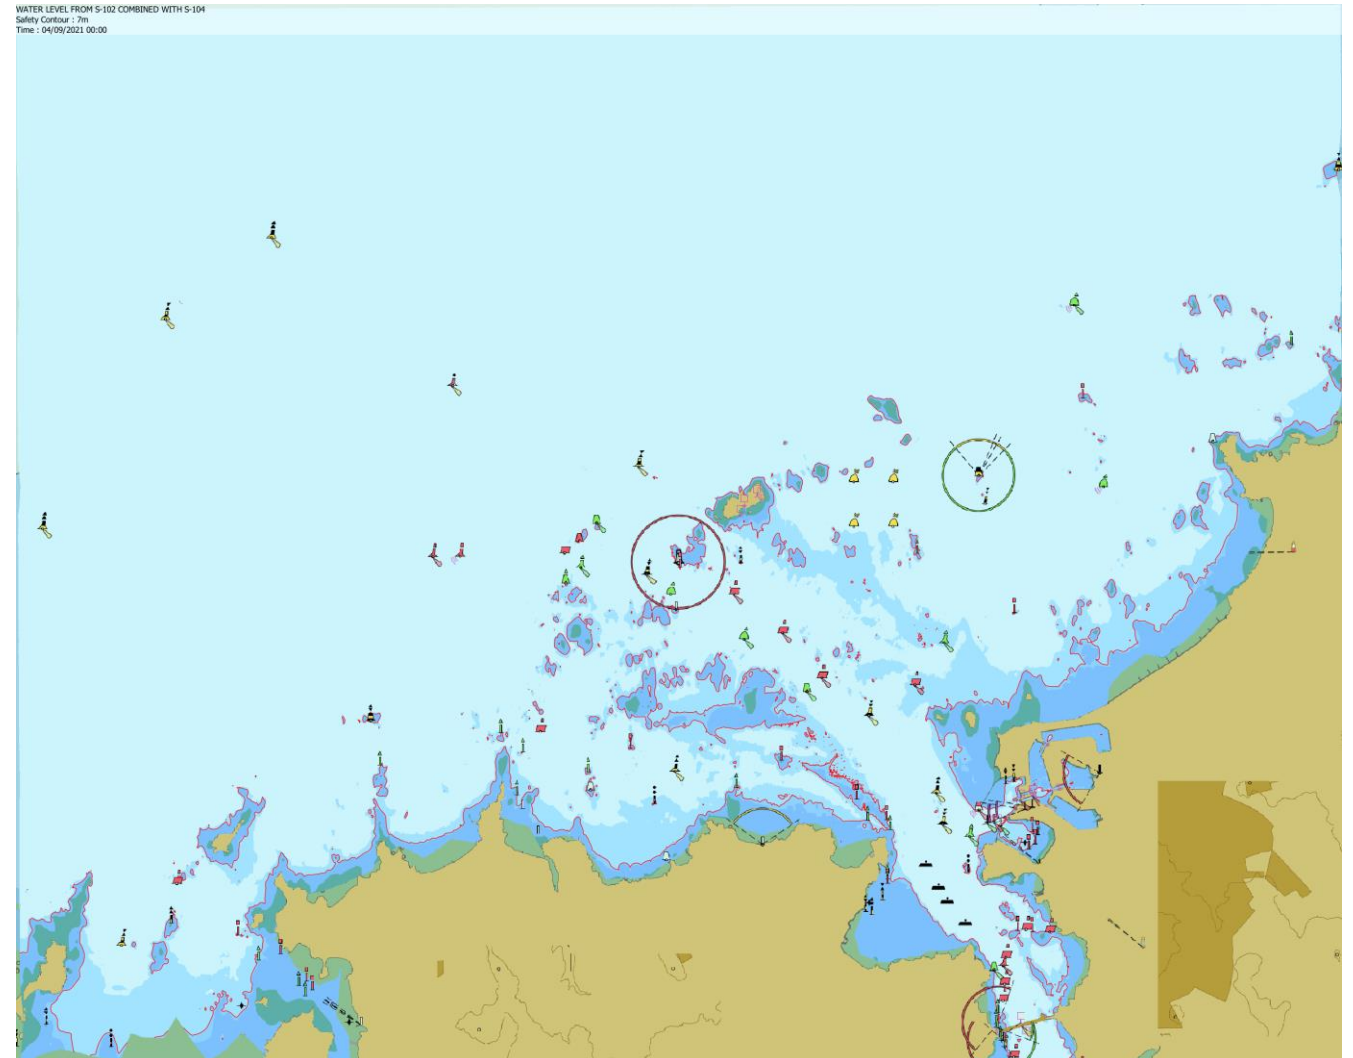 WATER LEVEL FROM S-102 COMBINED WITH S-104
Safety Contour : 7m
Time : 04/09/2021 00:00